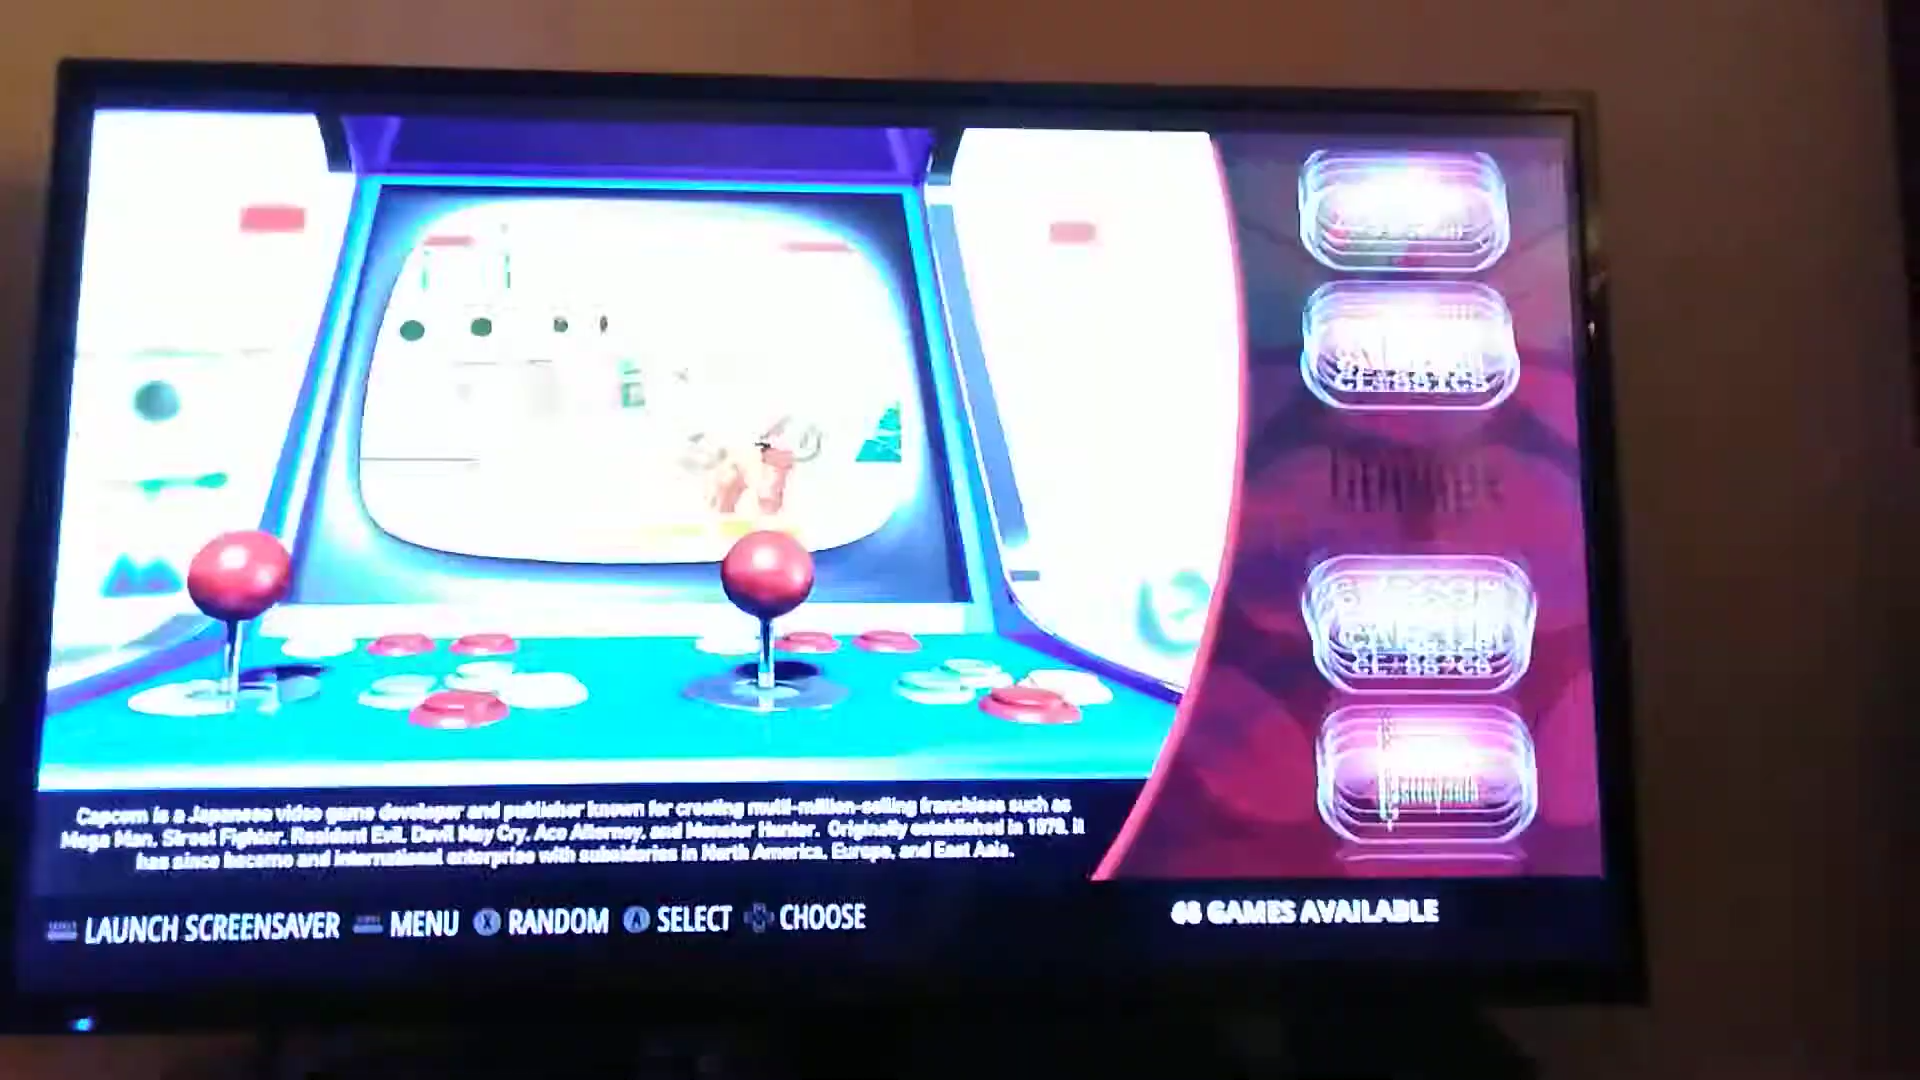 Capcom is a Japanese video game developer and publisher known for creating multi-million-selling franchises such as
Mega Man, Street Fighter, Resident Evil, Devil May Cry, Ace Attorney, and Monster Hunter. Originally established in 1979, it
has since became and international enterprise with subsidories in North America, Europe, and East Asia.
LAUNCH SCREENSAVER MENU X RANDOM A SELECT CHOOSE
68 GAMES AVAILABLE